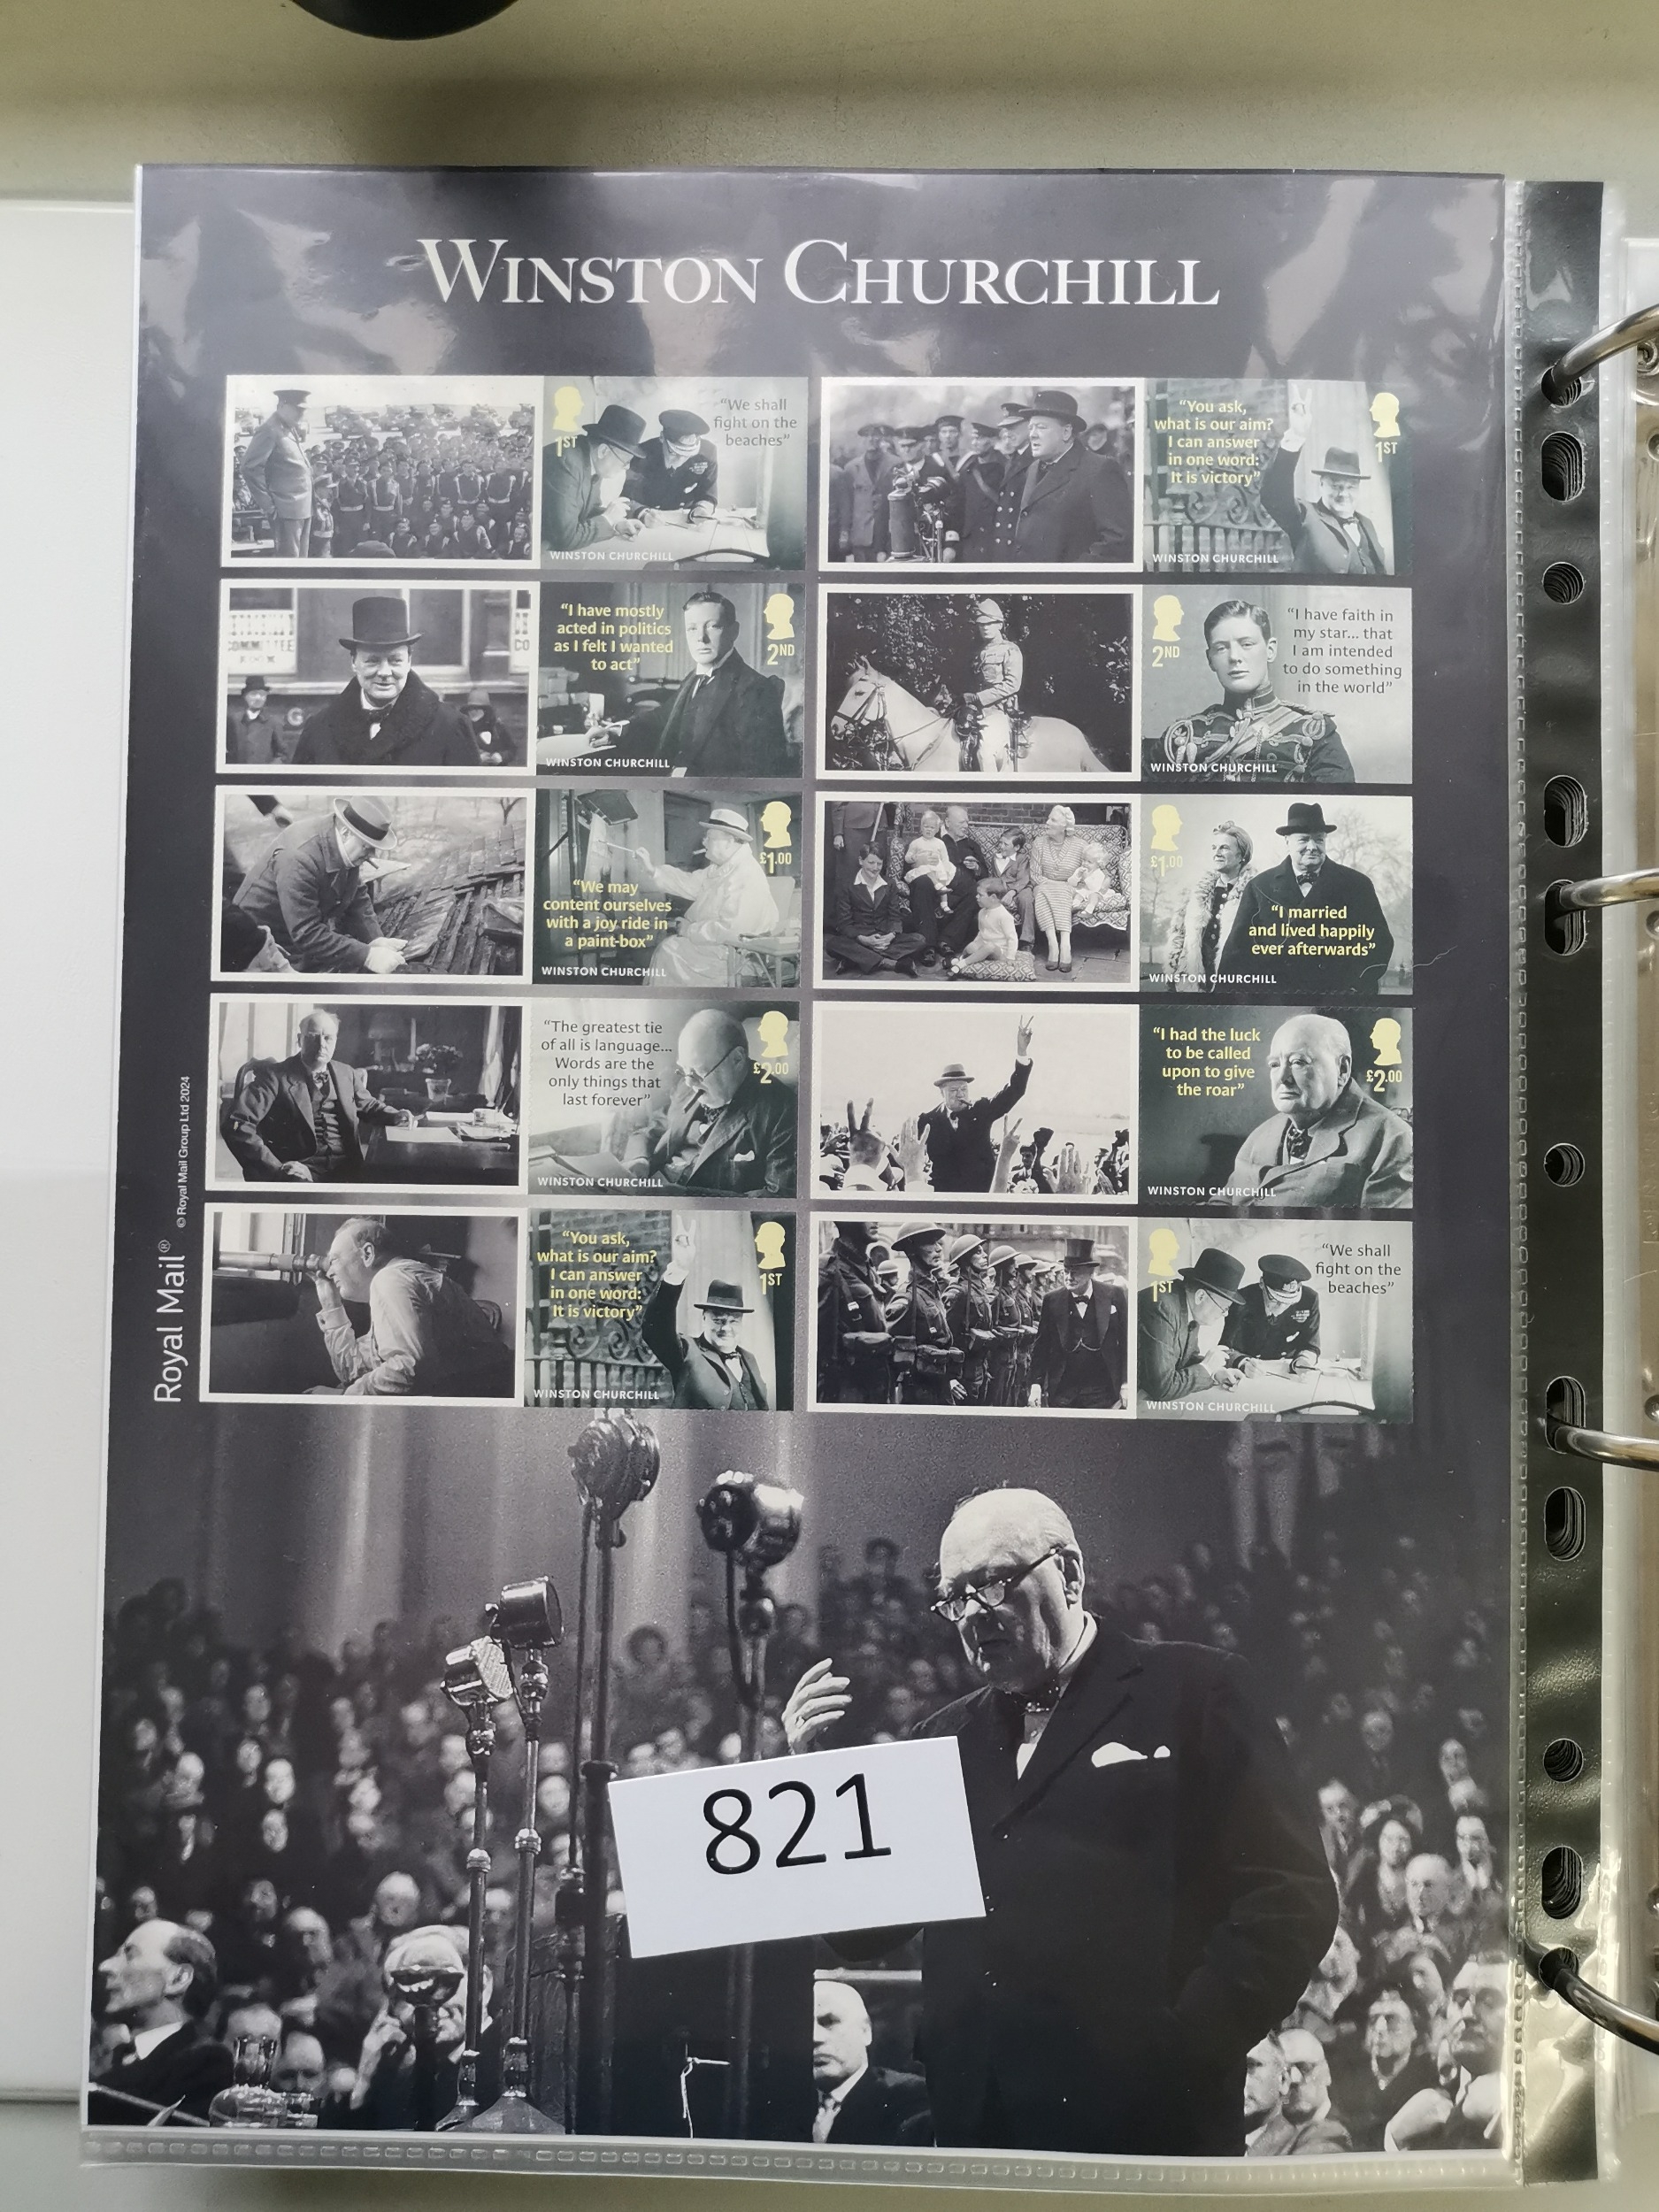 WINSTON CHURCHILL
1ST
"We shall
fight on the
beaches"
WINSTON CHURCHILL
"You ask,
what is our aim?
I can answer
in one word:
It is victory"
1ST
WINSTON CHURCHILL
COMMITTEE
ROOM
CO
"I have mostly
acted in politics
as I felt I wanted
to act"
2ND
WINSTON CHURCHILL
2ND
"I have faith in
my star... that
I am intended
to do something
in the world"
WINSTON CHURCHILL
£1.00
"We may
content ourselves
with a joy ride in
a paint-box"
WINSTON CHURCHILL
£1.00
"I married
and lived happily
ever afterwards"
WINSTON CHURCHILL
"The greatest tie
of all is language...
Words are the
only things that
last forever"
£2.00
WINSTON CHURCHILL
"I had the luck
to be called
upon to give
the roar"
£2.00
WINSTON CHURCHILL
"You ask,
what is our aim?
I can answer
in one word:
It is victory"
1ST
WINSTON CHURCHILL
1ST
"We shall
fight on the
beaches"
WINSTON CHURCHILL
Royal Mail® © Royal Mail Group Ltd 2024
821